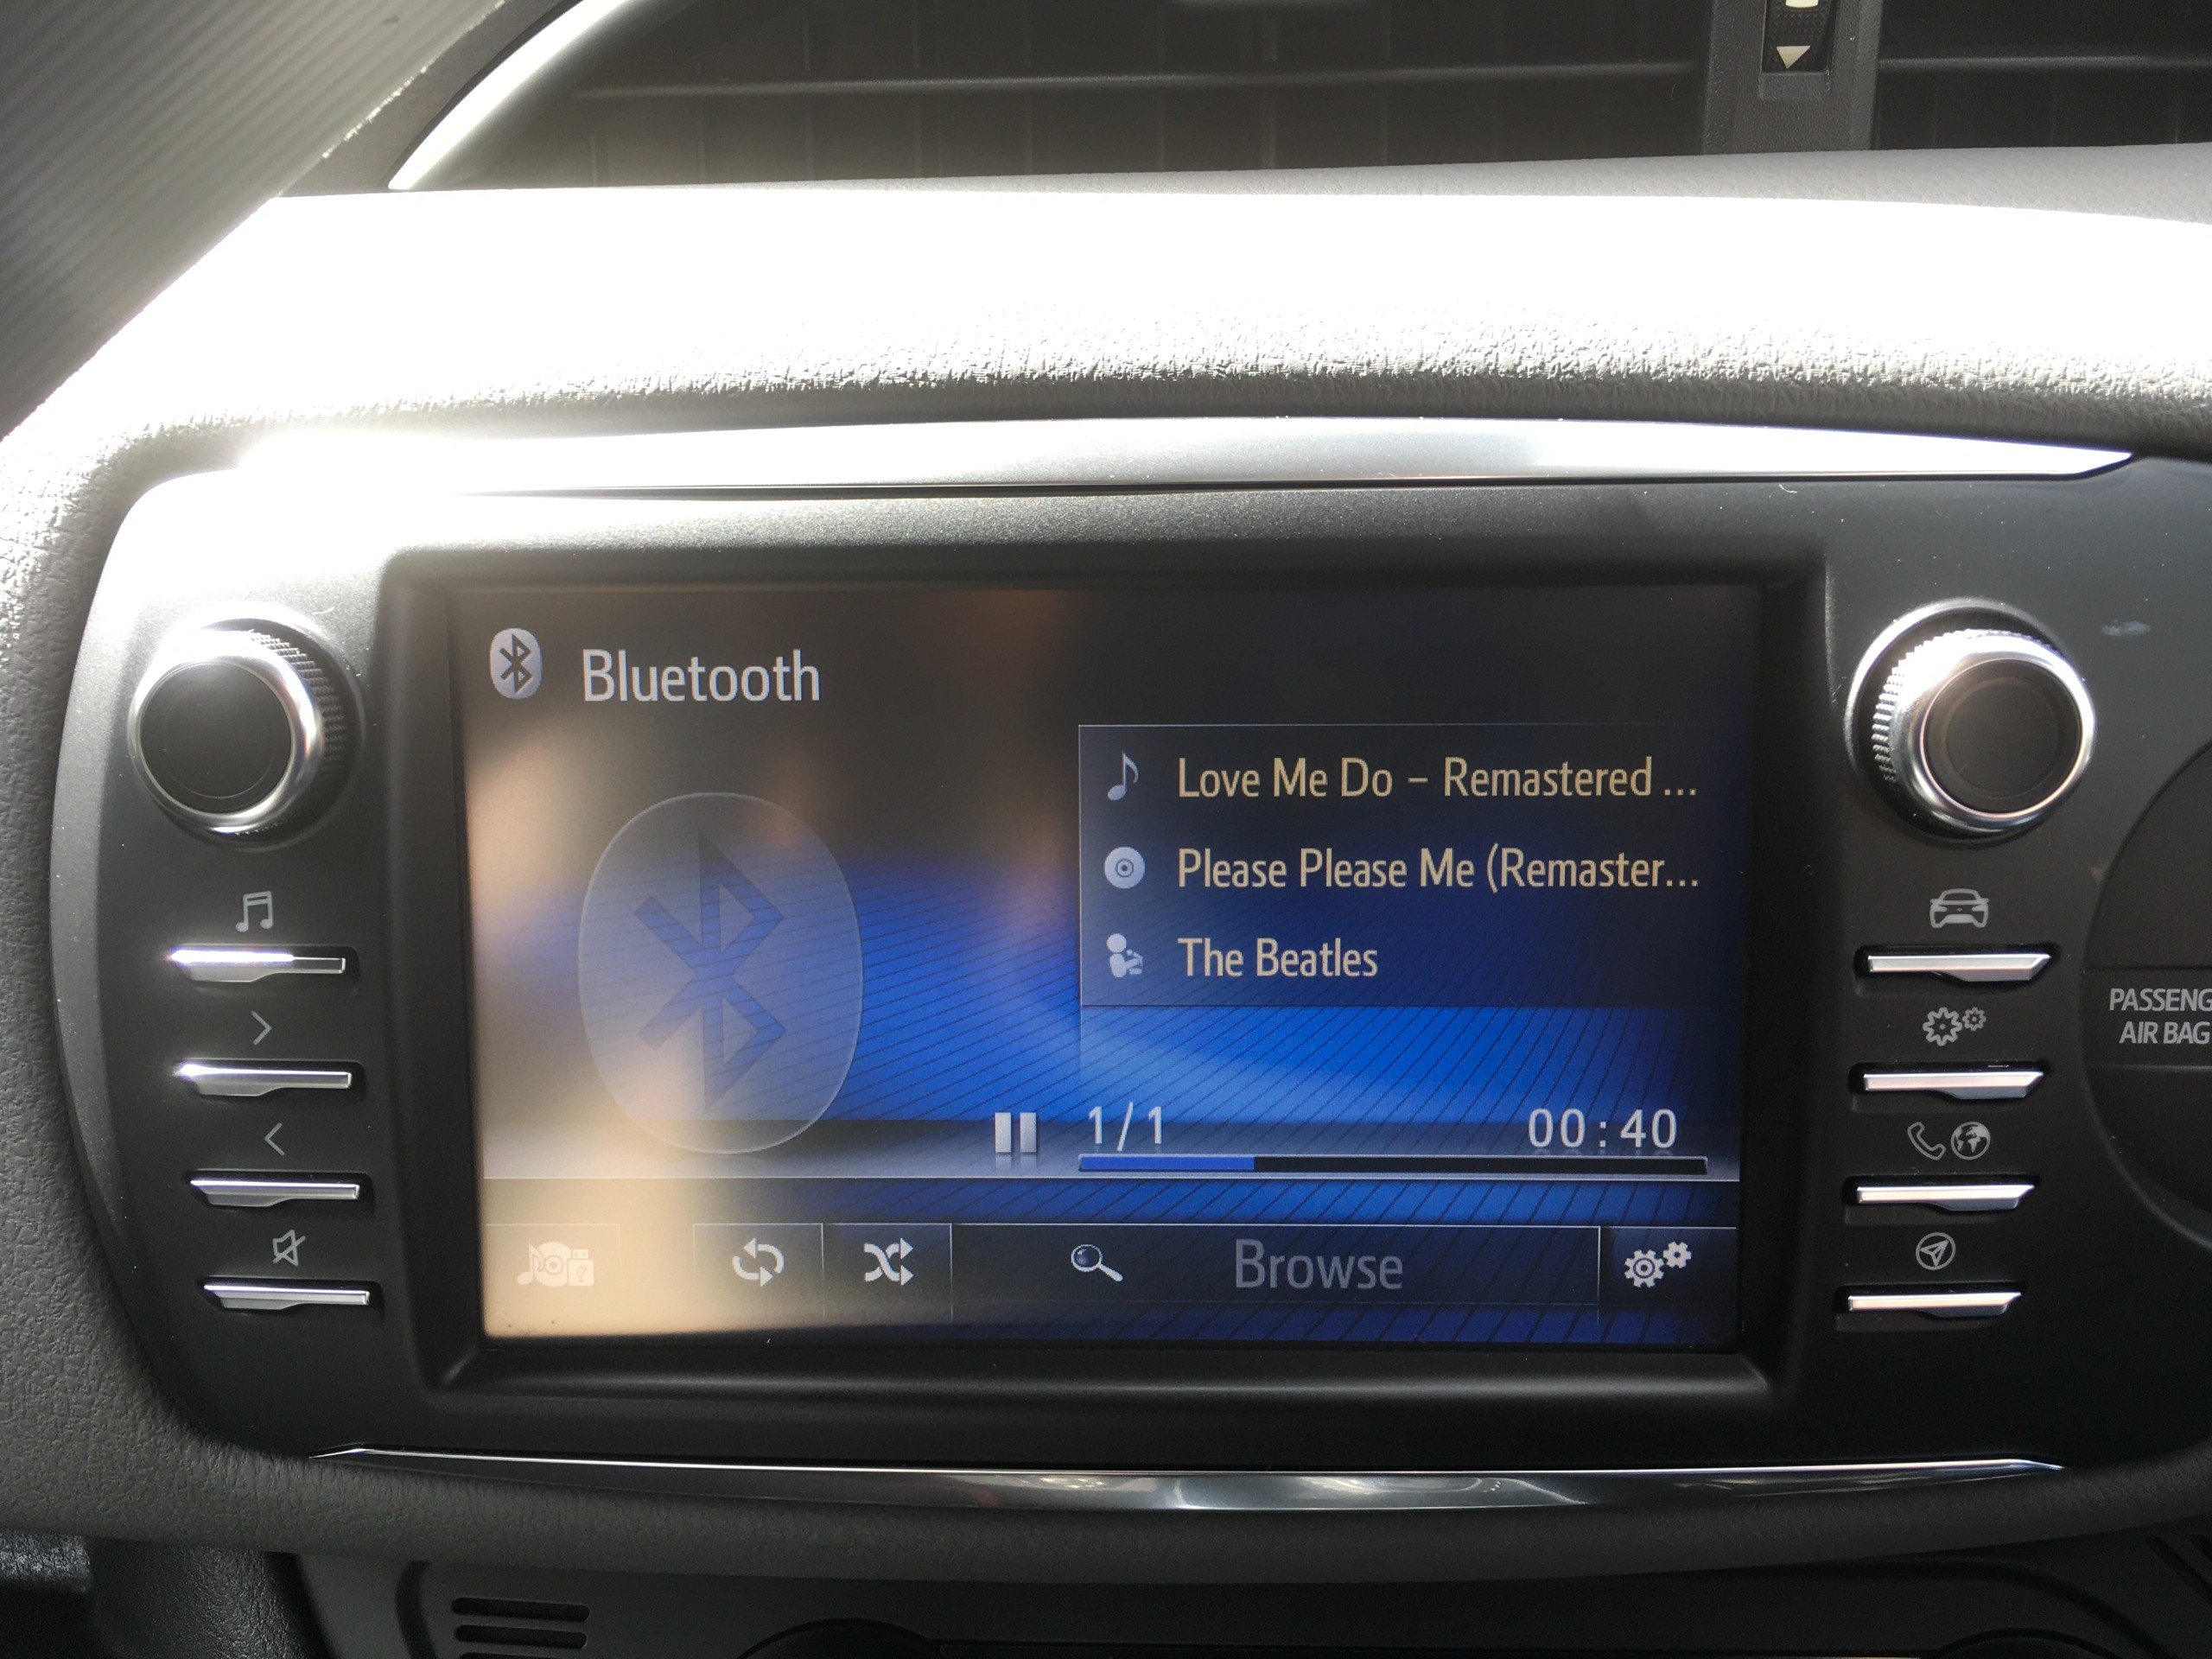 Bluetooth
Love Me Do – Remastered ...
Please Please Me (Remaster...
The Beatles
1/1
00:40
Browse
PASSENG
AIR BAG